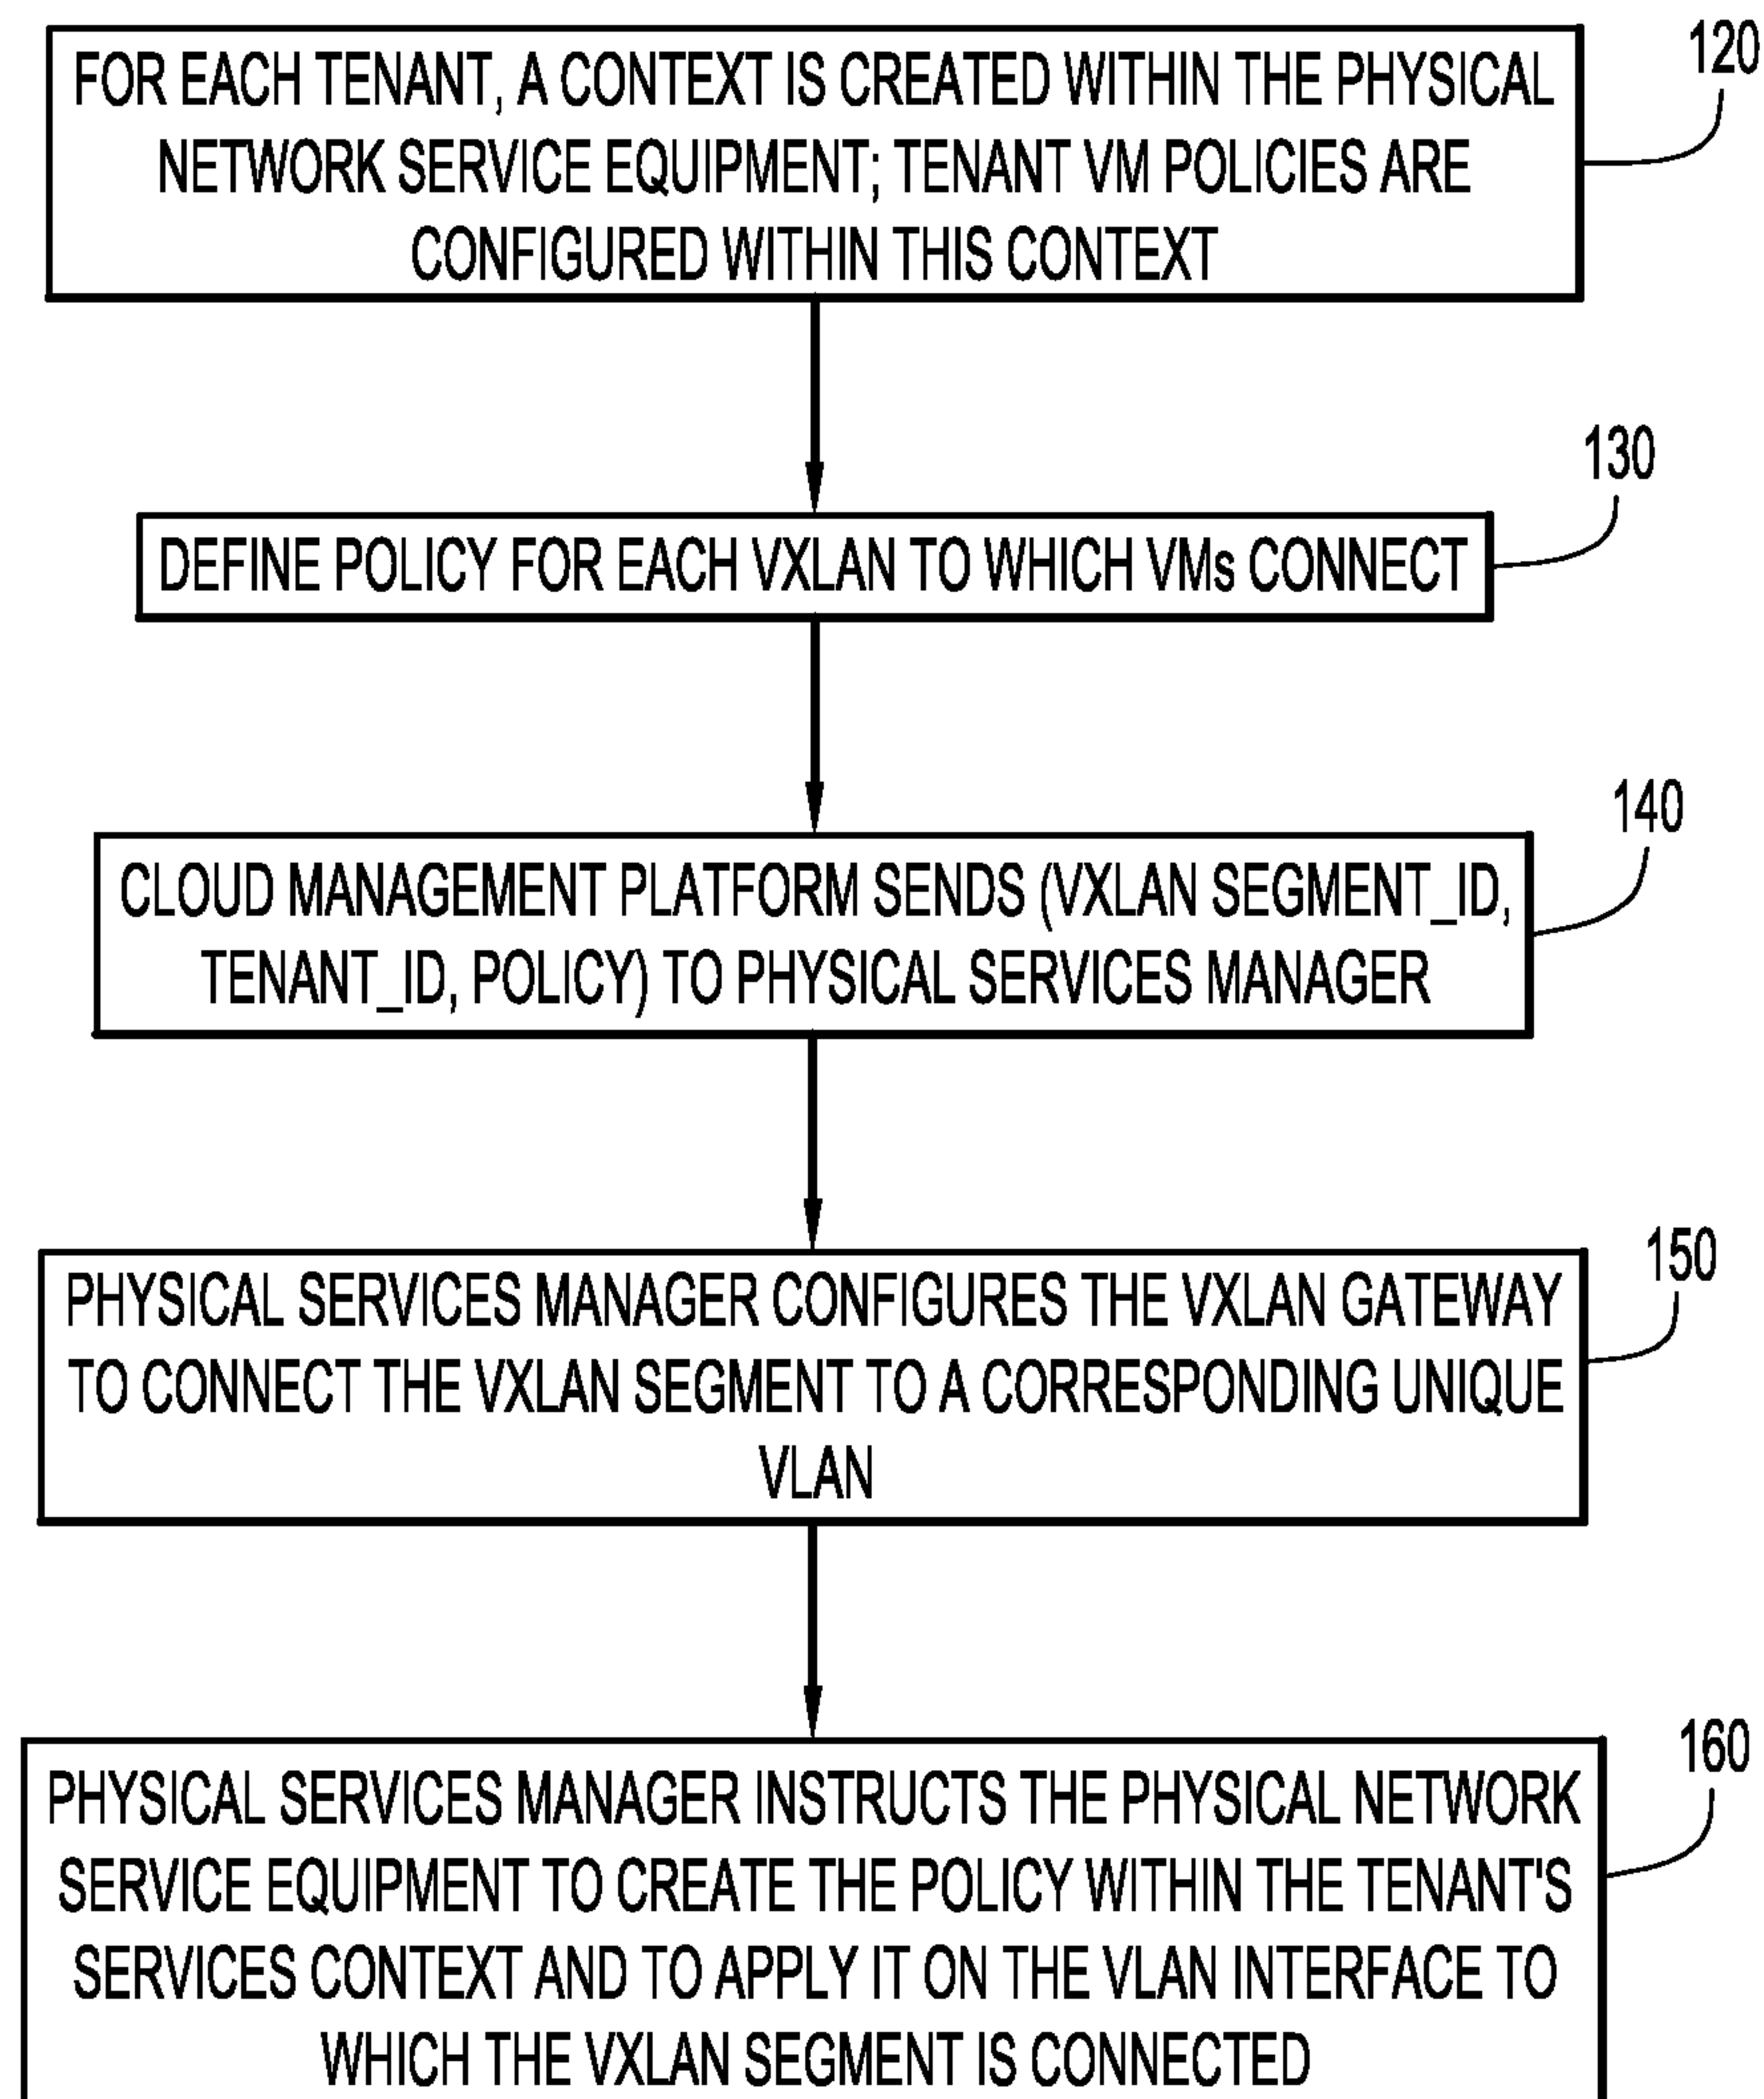 120
FOR EACH TENANT, A CONTEXT IS CREATED WITHIN THE PHYSICAL
NETWORK SERVICE EQUIPMENT; TENANT VM POLICIES ARE
CONFIGURED WITHIN THIS CONTEXT
130
DEFINE POLICY FOR EACH VXLAN TO WHICH VMs CONNECT
140
CLOUD MANAGEMENT PLATFORM SENDS (VXLAN SEGMENT_ID,
TENANT_ID, POLICY) TO PHYSICAL SERVICES MANAGER
150
PHYSICAL SERVICES MANAGER CONFIGURES THE VXLAN GATEWAY
TO CONNECT THE VXLAN SEGMENT TO A CORRESPONDING UNIQUE
VLAN
160
PHYSICAL SERVICES MANAGER INSTRUCTS THE PHYSICAL NETWORK
SERVICE EQUIPMENT TO CREATE THE POLICY WITHIN THE TENANT'S
SERVICES CONTEXT AND TO APPLY IT ON THE VLAN INTERFACE TO
WHICH THE VXLAN SEGMENT IS CONNECTED